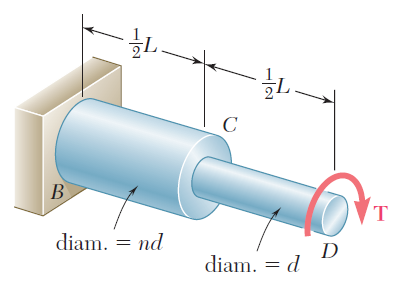 ½L
½L
C
B
T
diam. = nd
D
diam. = d